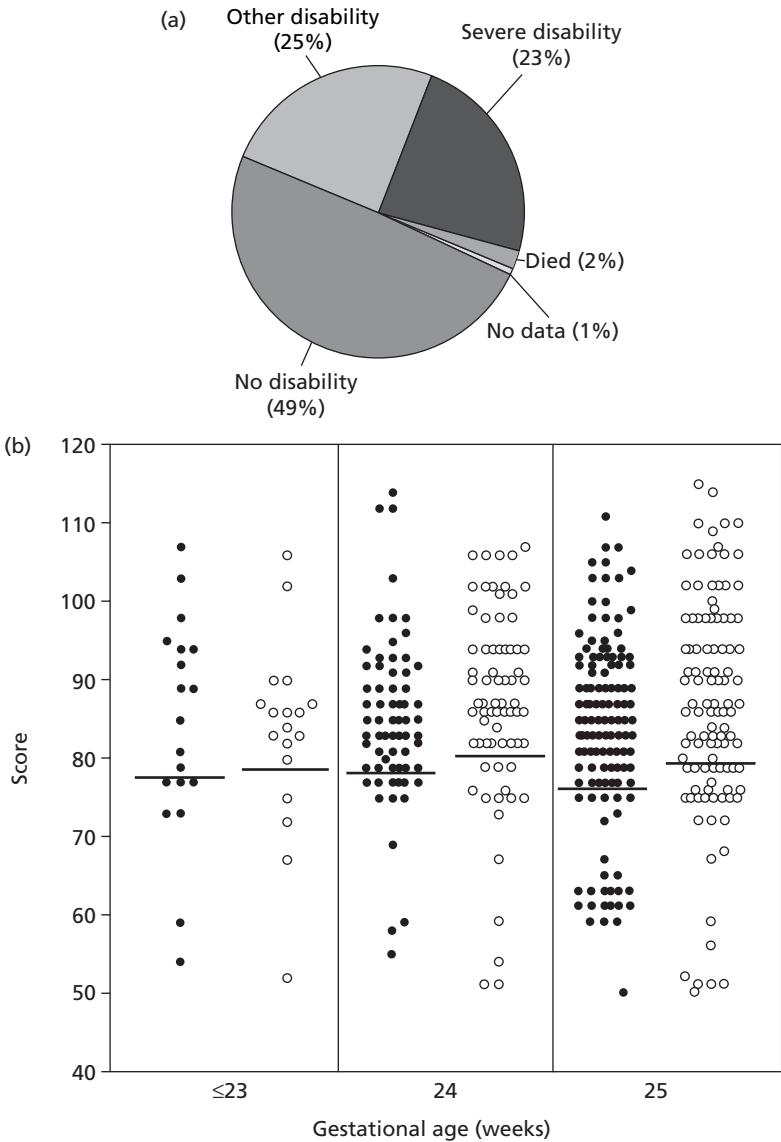 (a)
Other disability
(25%)
Severe disability
(23%)
Died (2%)
No data (1%)
No disability
(49%)
(b)
120
110
100
90
80
70
60
50
40
Score
≤23
24
25
Gestational age (weeks)